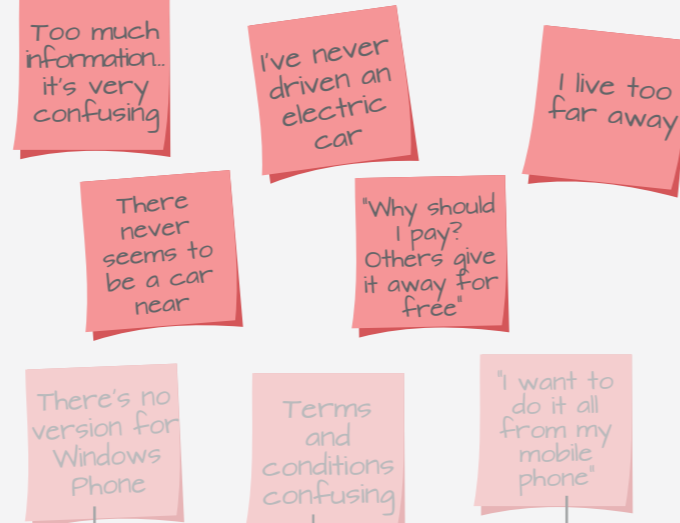 Too much
information...
it's very
confusing
I've never
driven an
electric
car
I live too
far away
There
never
seems to
be a car
near
"Why should
I pay?
Others give
it away for
free"
There's no
version for
Windows
Phone
Terms
and
conditions
confusing
"I want to
do it all
from my
mobile
phone"